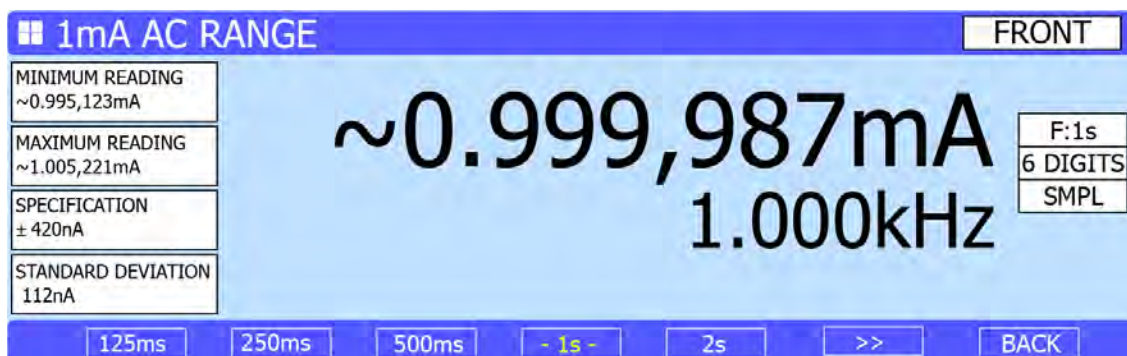 1mA AC RANGE
FRONT
MINIMUM READING
~0.995,123mA
MAXIMUM READING
~1.005,221mA
SPECIFICATION
± 420nA
STANDARD DEVIATION
112nA
~0.999,987mA
1.000kHz
F:1s
6 DIGITS
SMPL
125ms 250ms 500ms - 1s - 2s >> BACK